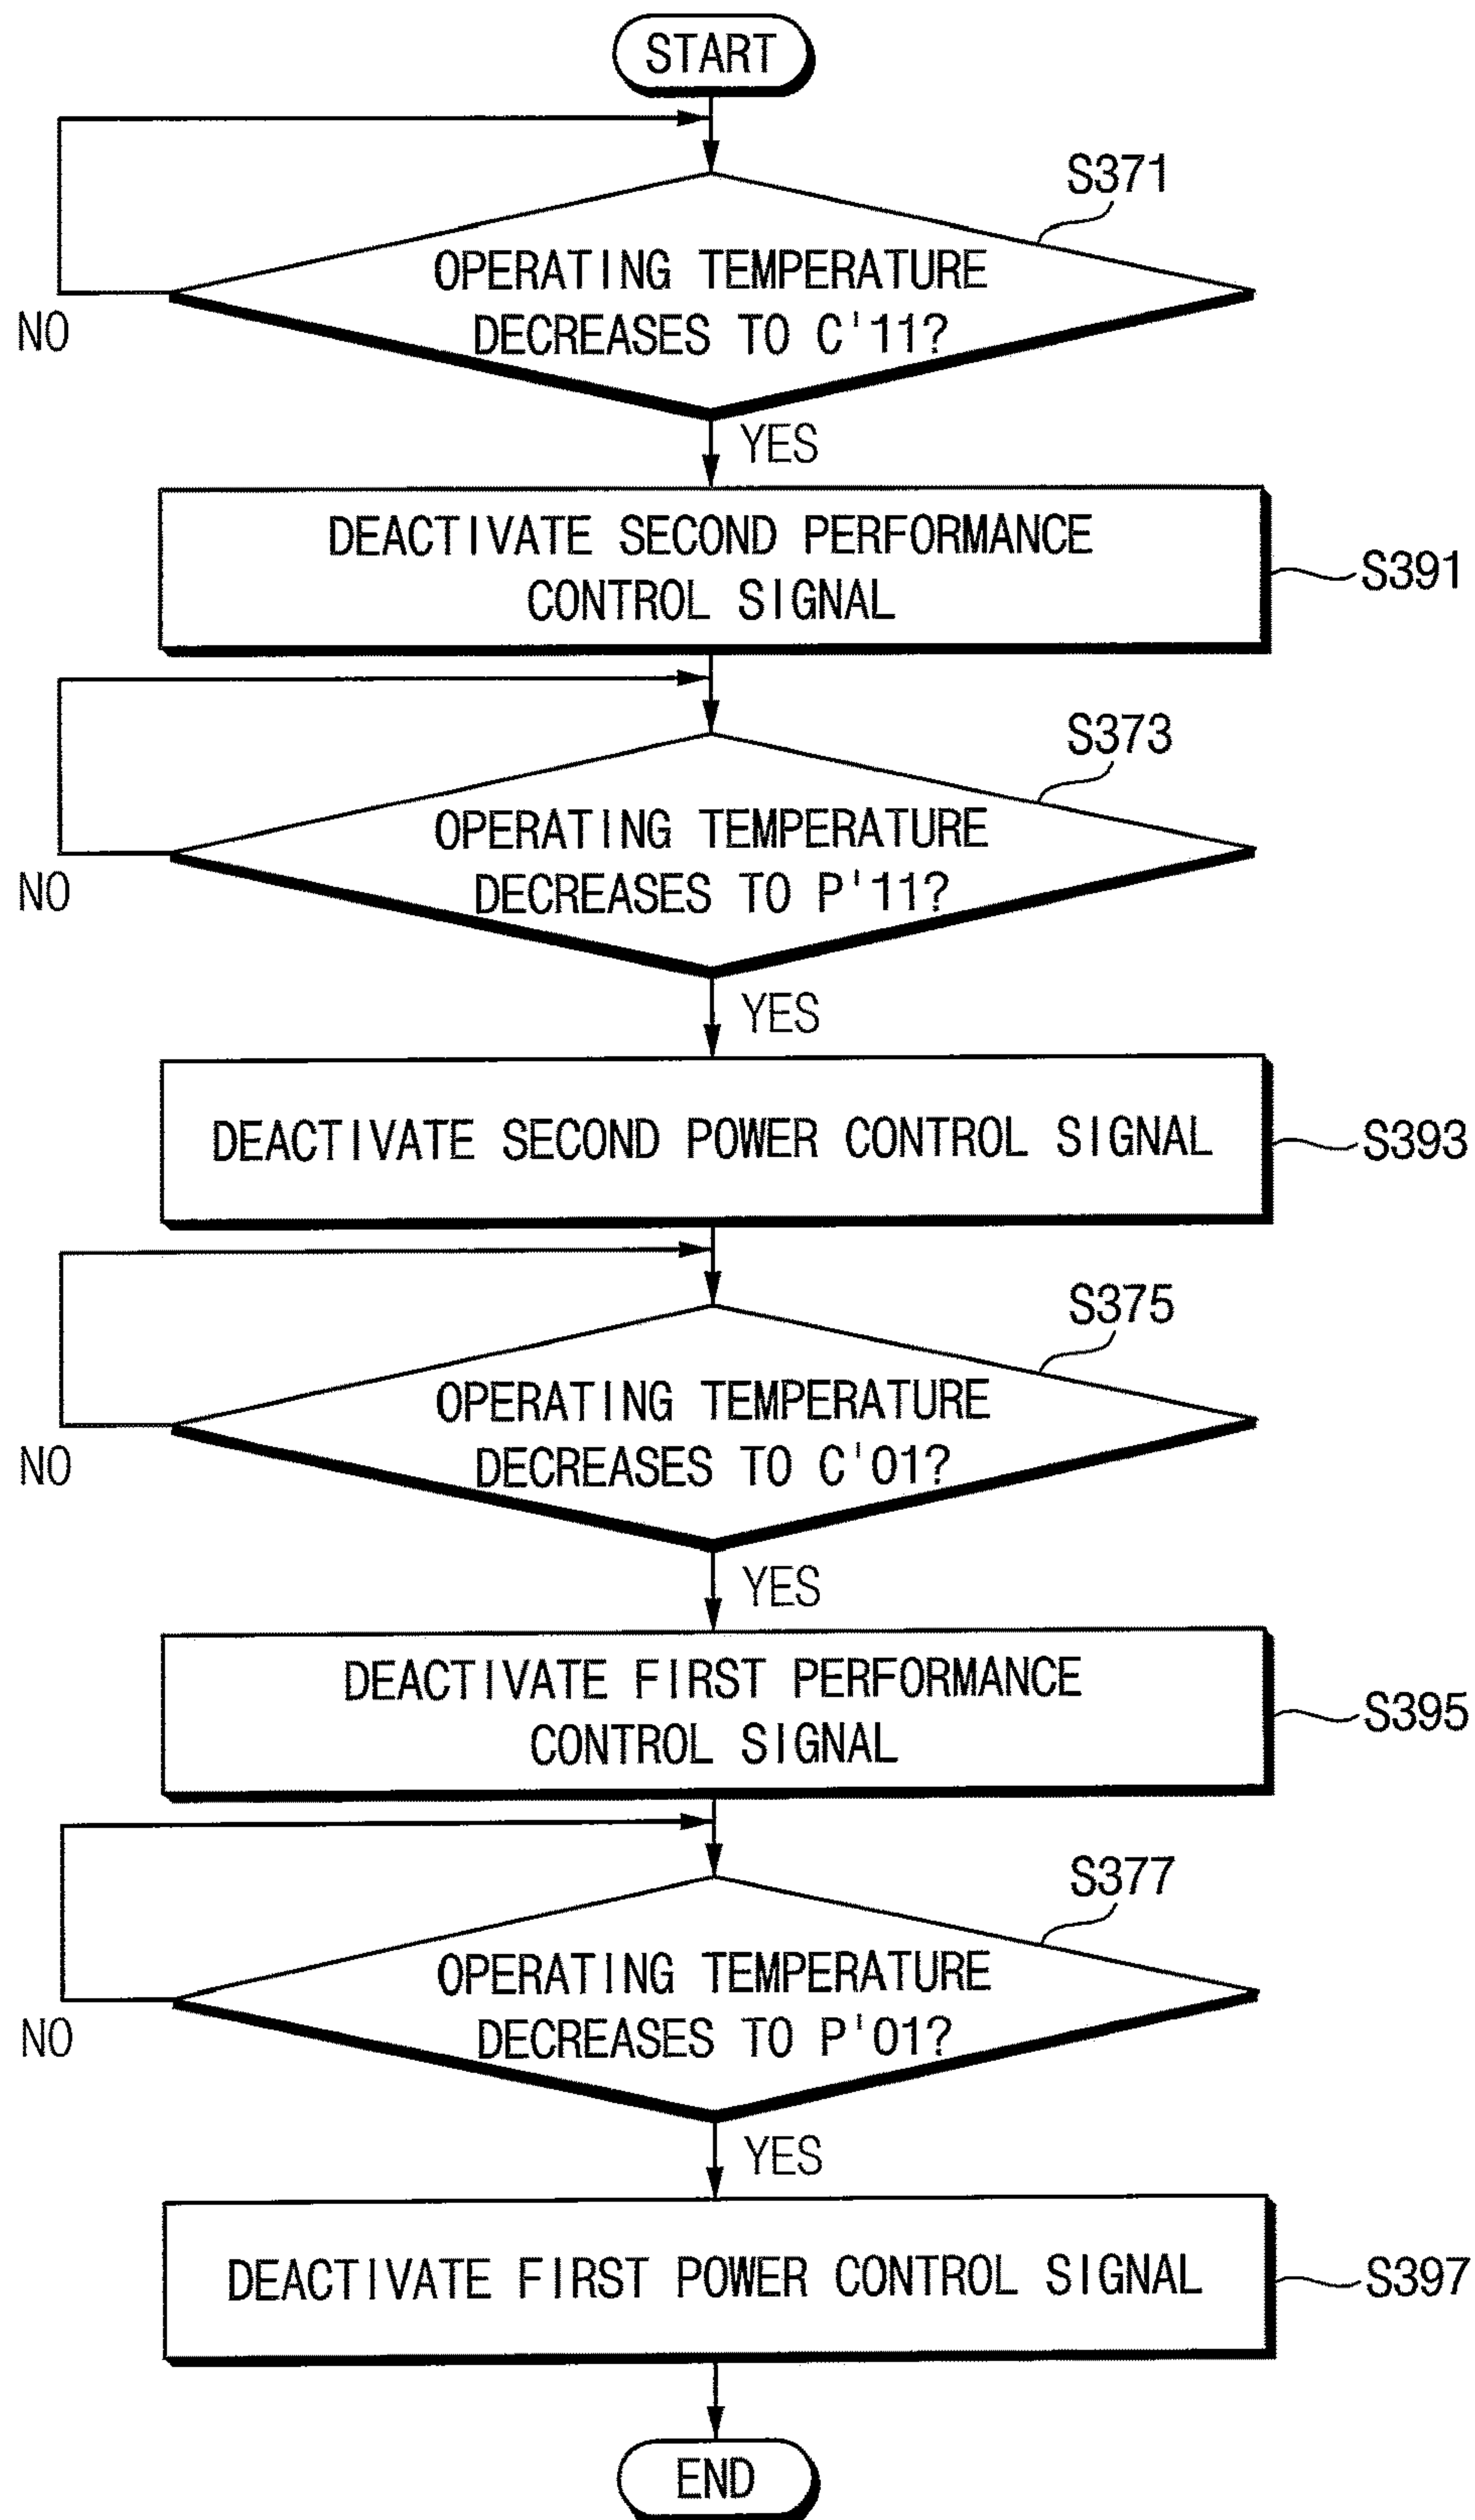 START
S371
OPERATING TEMPERATURE
DECREASES TO C'11?
NO
YES
DEACTIVATE SECOND PERFORMANCE
CONTROL SIGNAL
S391
S373
OPERATING TEMPERATURE
DECREASES TO P'11?
NO
YES
DEACTIVATE SECOND POWER CONTROL SIGNAL
S393
S375
OPERATING TEMPERATURE
DECREASES TO C'01?
NO
YES
DEACTIVATE FIRST PERFORMANCE
CONTROL SIGNAL
S395
S377
OPERATING TEMPERATURE
DECREASES TO P'01?
NO
YES
DEACTIVATE FIRST POWER CONTROL SIGNAL
S397
END